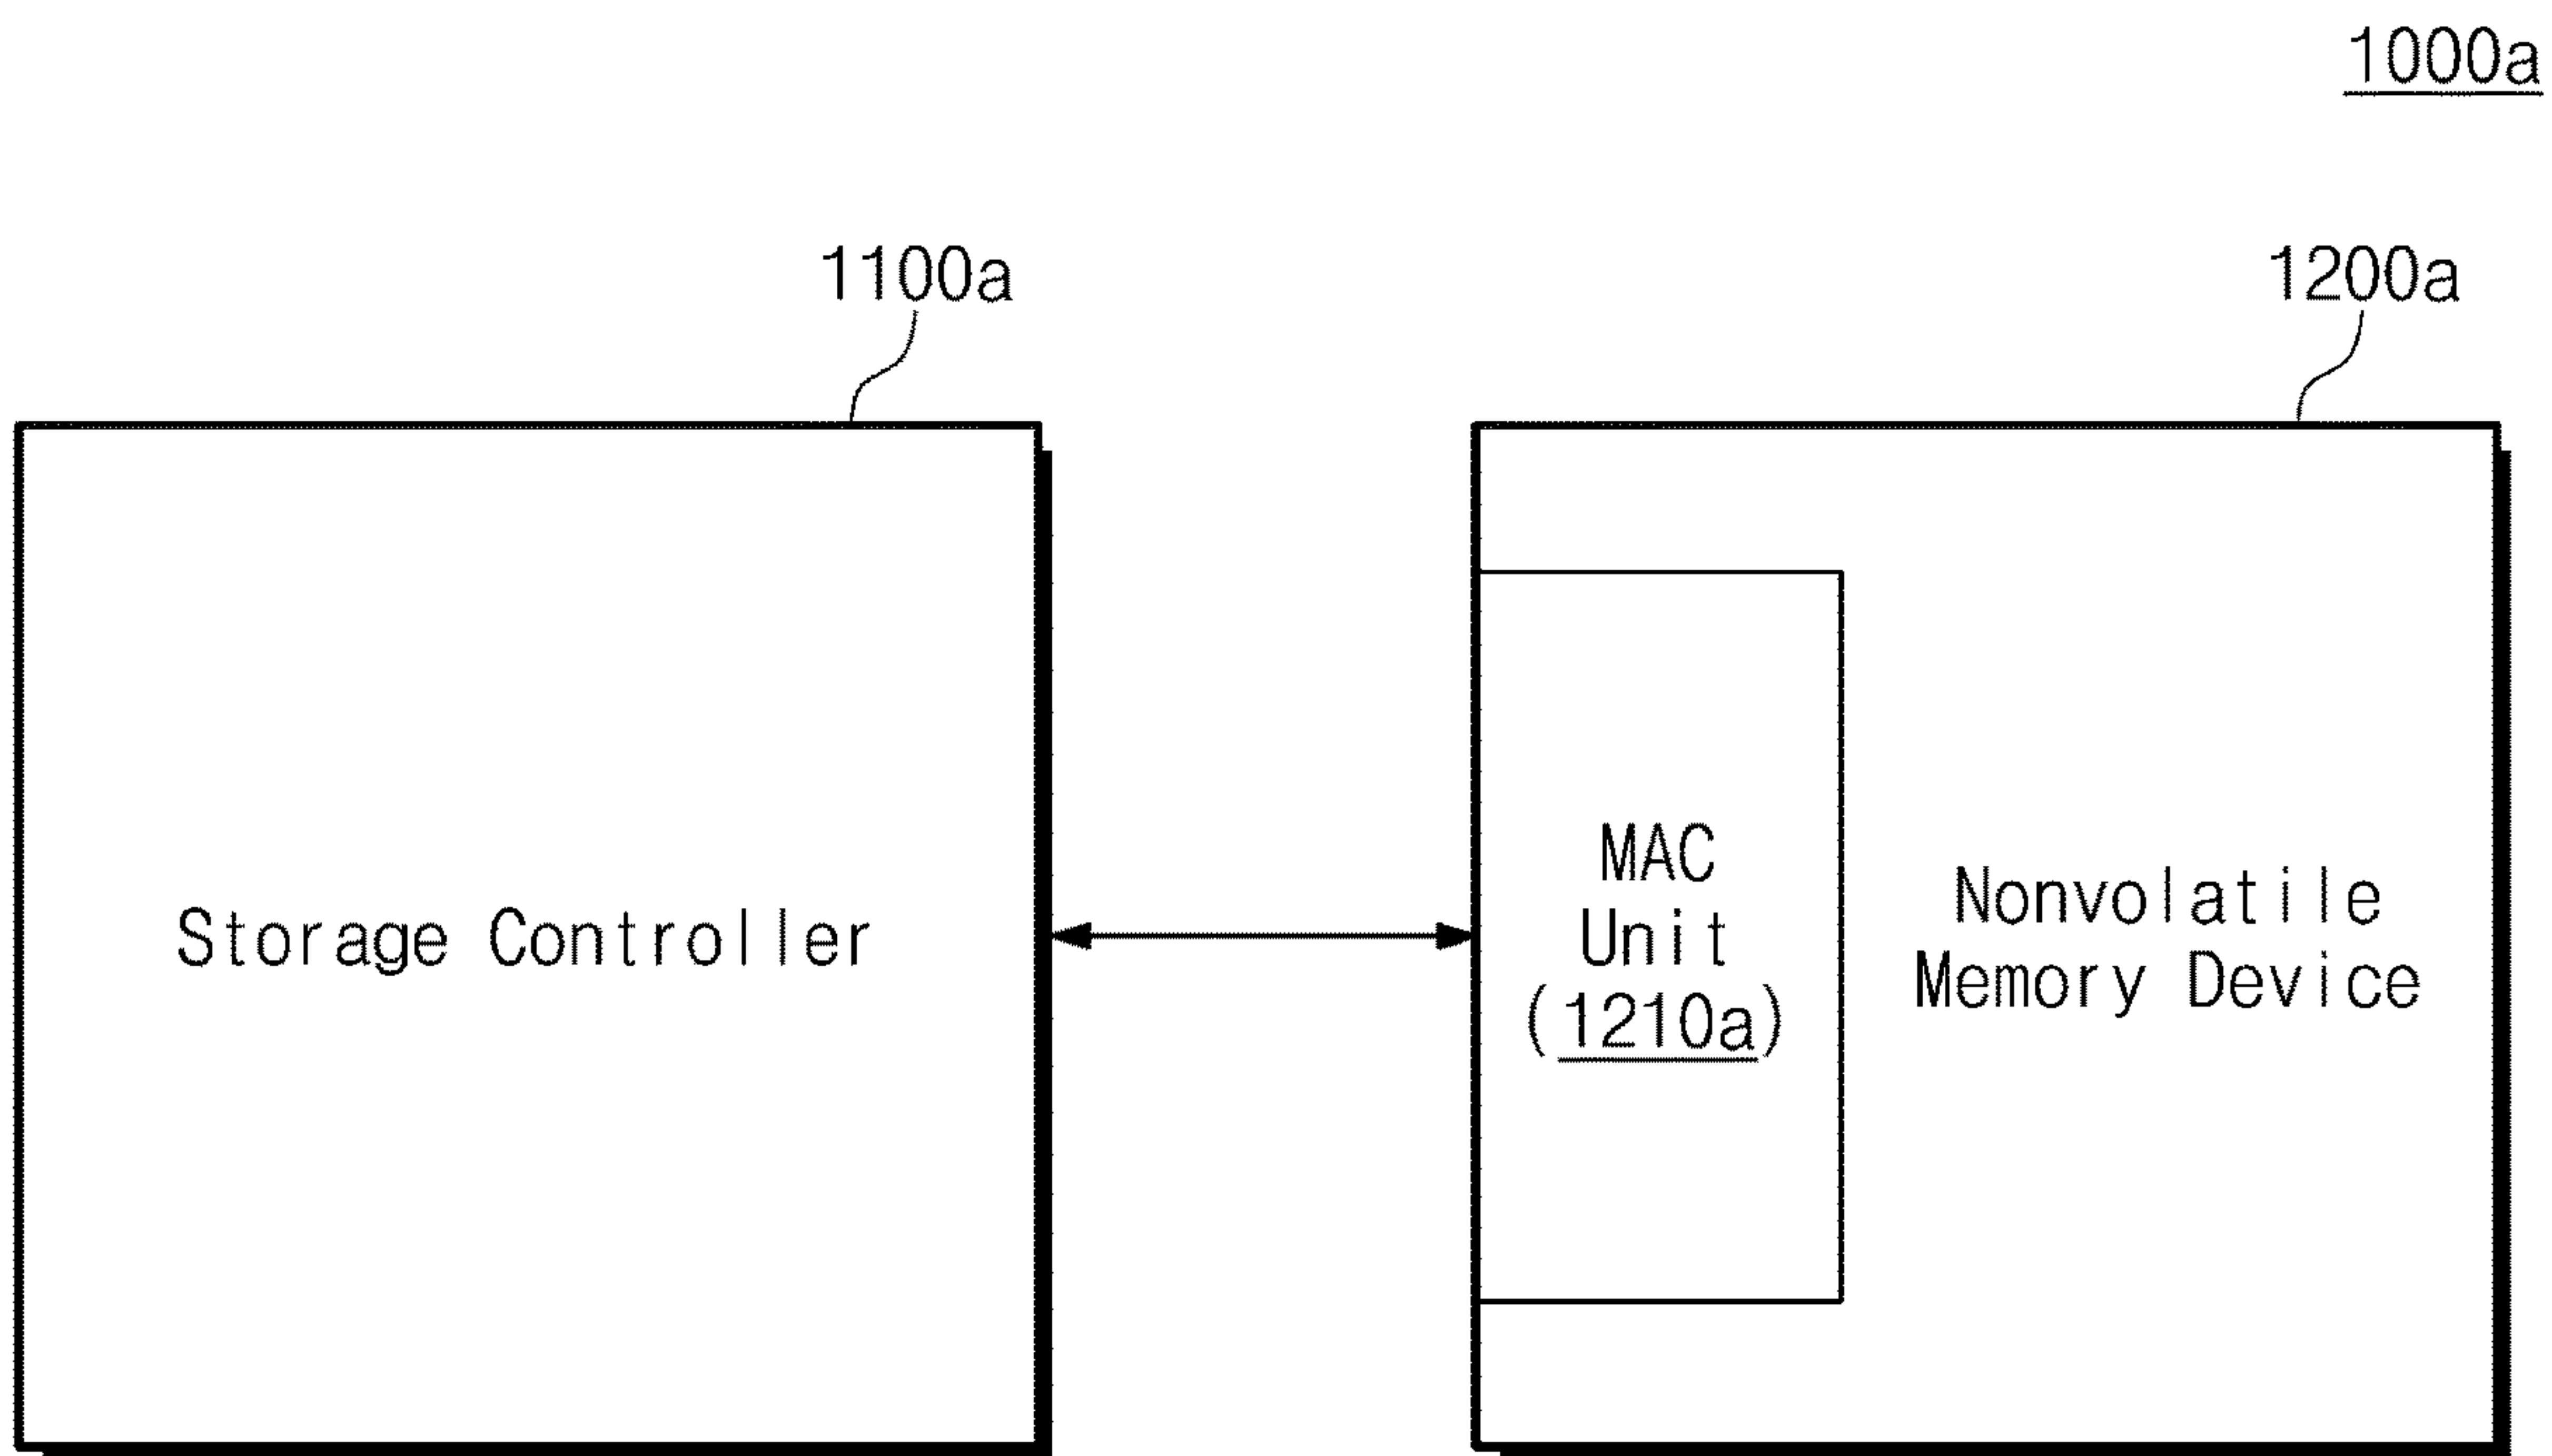 1000a
1100a
1200a
Storage Controller
MAC
Unit
(1210a)
Nonvolatile
Memory Device